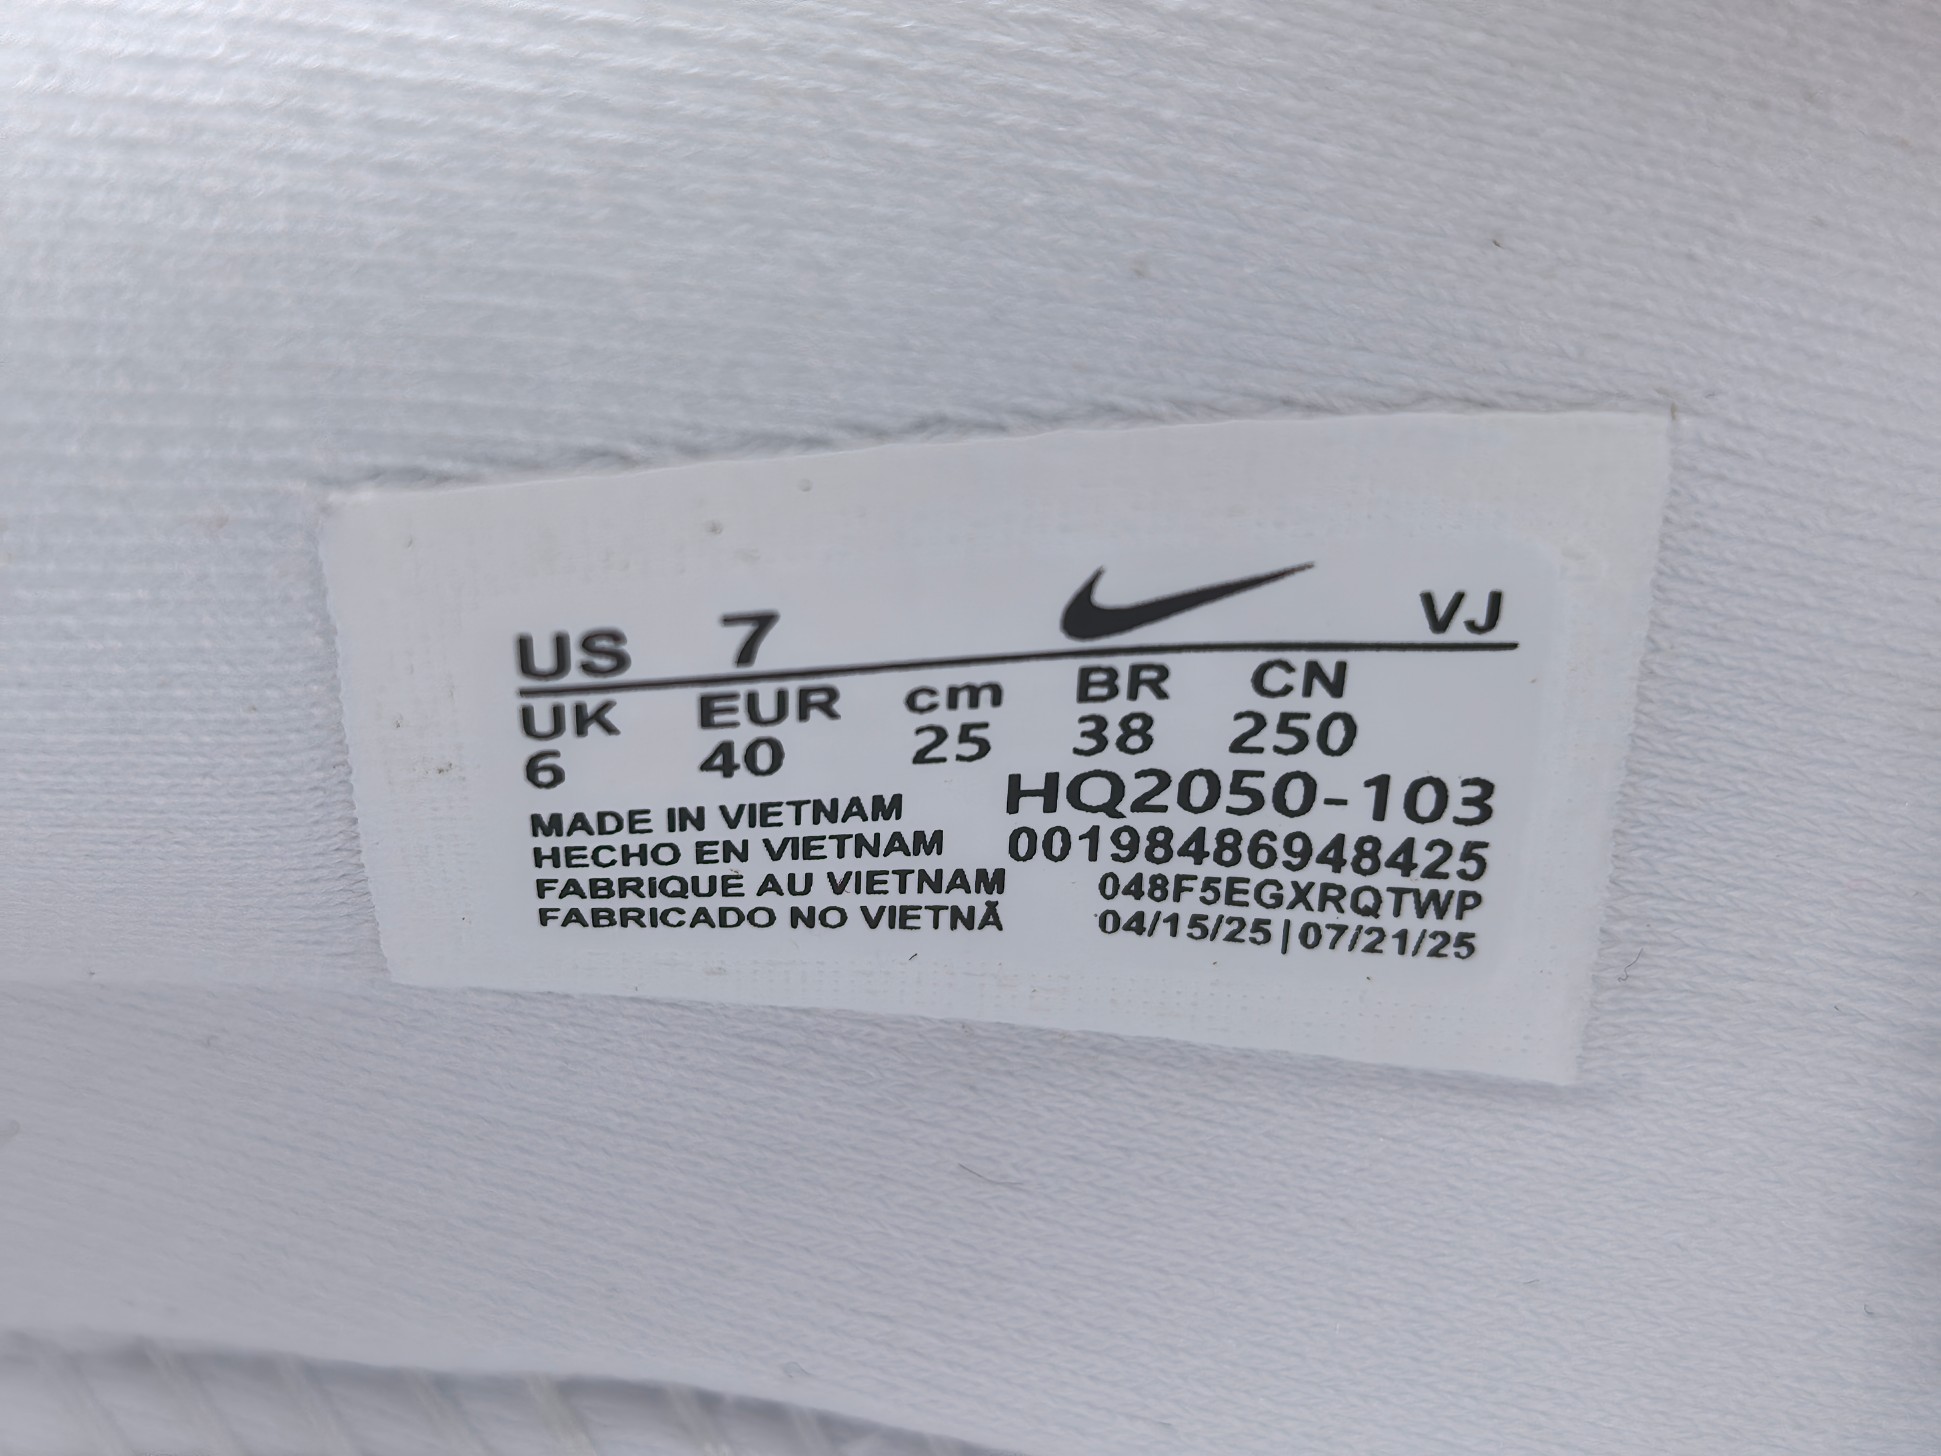 US 7 VJ
UK EUR cm BR CN
6 40 25 38 250
MADE IN VIETNAM HQ2050-103
HECHO EN VIETNAM 00198486948425
FABRIQUE AU VIETNAM 048F5EGXRQTWP
FABRICADO NO VIETNÃ 04/15/25|07/21/25